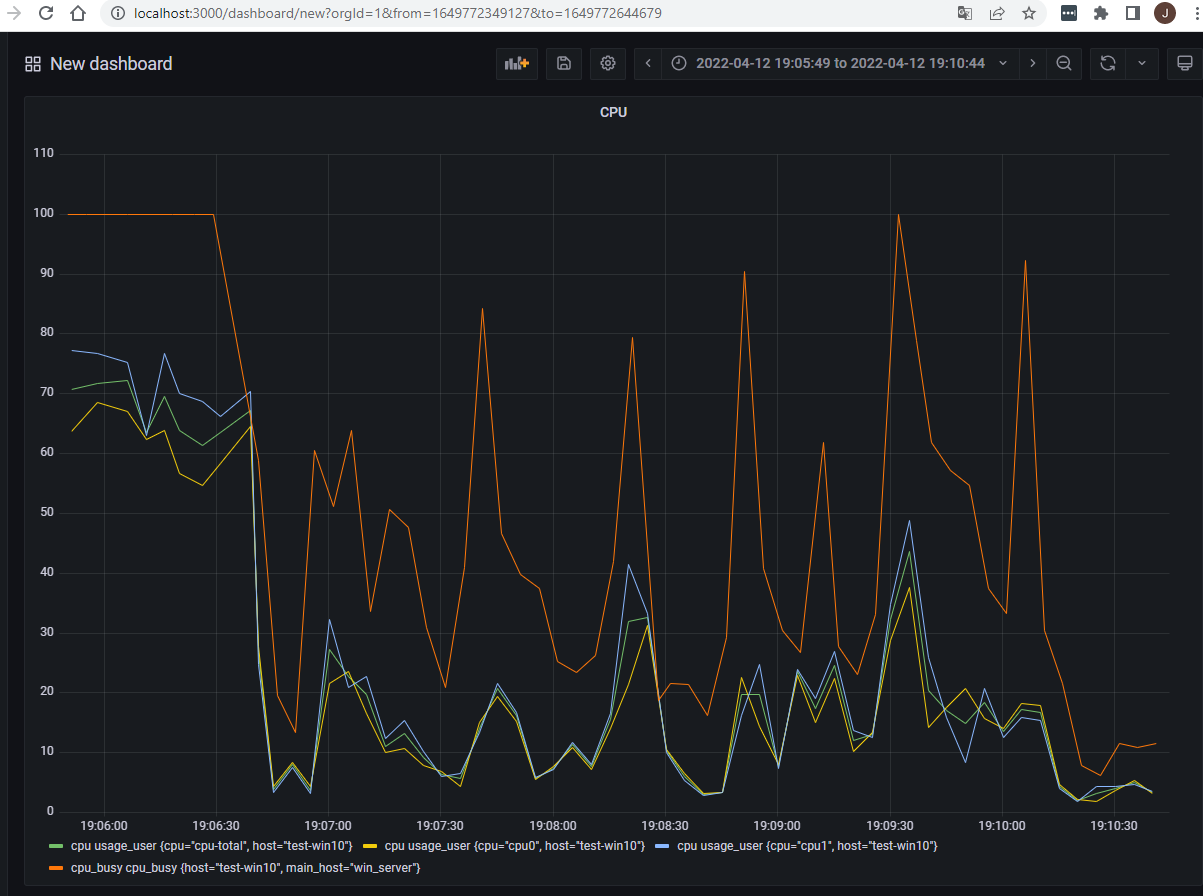 localhost:3000/dashboard/new?orgId=1&from=1649772349127&to=1649772644679
J
New dashboard
2022-04-12 19:05:49 to 2022-04-12 19:10:44
CPU
110
100
90
80
70
60
50
40
30
20
10
0
19:06:00 19:06:30 19:07:00 19:07:30 19:08:00 19:08:30 19:09:00 19:09:30 19:10:00 19:10:30
cpu usage_user {cpu="cpu-total", host="test-win10"} cpu usage_user {cpu="cpu0", host="test-win10"} cpu usage_user {cpu="cpu1", host="test-win10"}
cpu_busy cpu_busy {host="test-win10", main_host="win_server"}